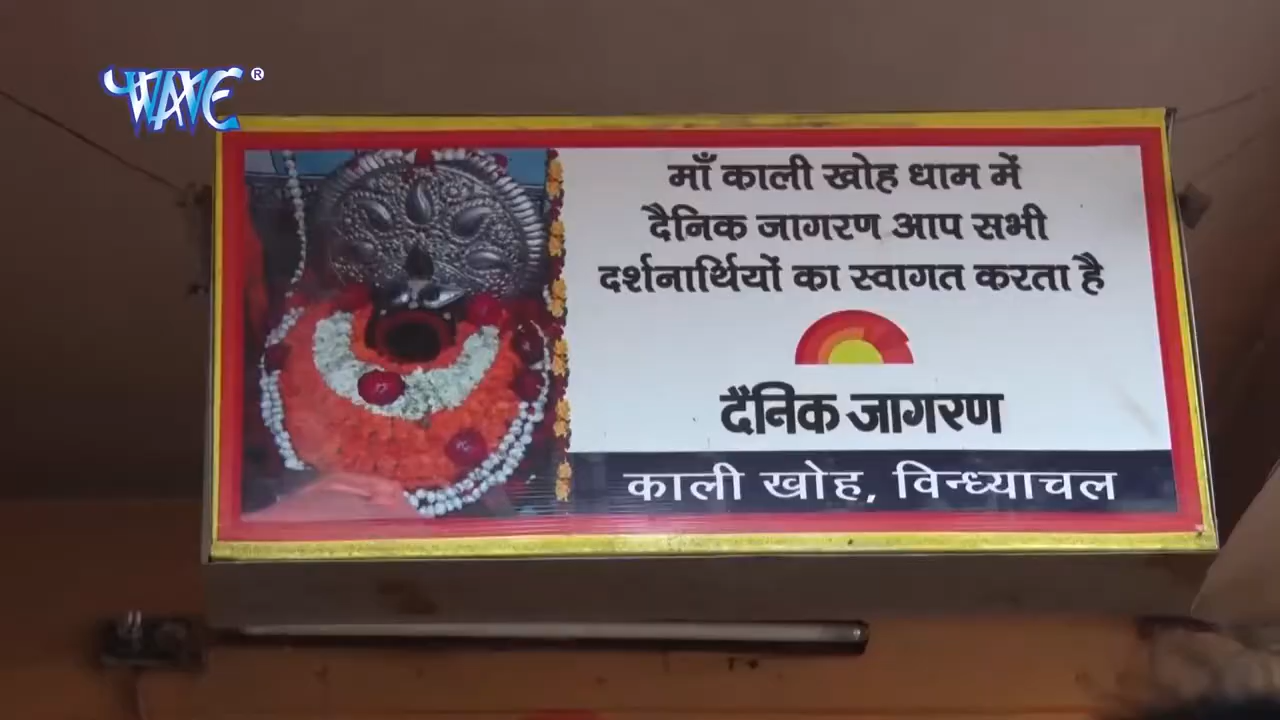 WAVE®
माँ काली खोह धाम में
दैनिक जागरण आप सभी
दर्शनार्थियों का स्वागत करता है
दैनिक जागरण
काली खोह, विन्ध्याचल